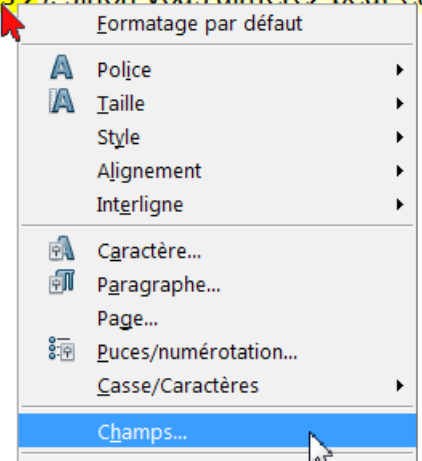 Formatage par défaut
Police
Taille
Style
Alignement
Interligne
Caractère...
Paragraphe...
Page...
Puces/numérotation...
Casse/Caractères
Champs...